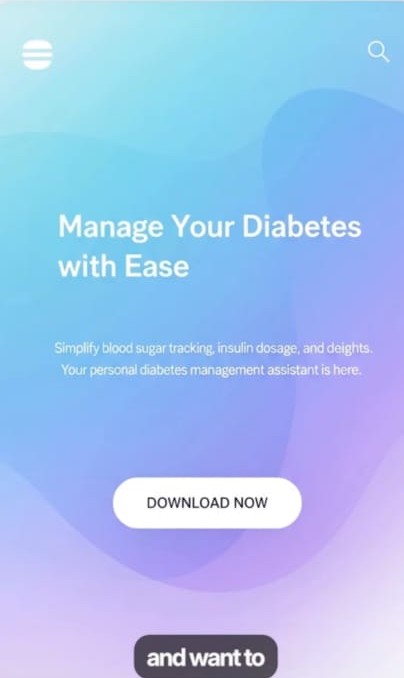 Manage Your Diabetes
with Ease
Simplify blood sugar tracking, insulin dosage, and deights.
Your personal diabetes management assistant is here.
DOWNLOAD NOW
and want to